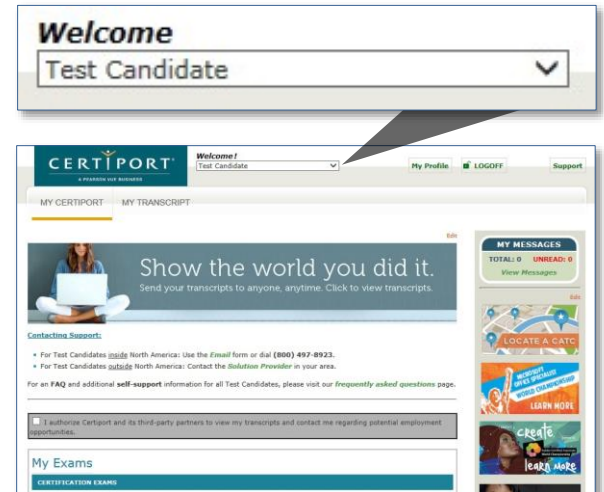 Welcome
Test Candidate
CERTIPORT
A PEARSON VUE BUSINESS
Welcome!
Test Candidate
My Profile
LOGOFF
Support
MY CERTIPORT
MY TRANSCRIPT
Edit
Show the world you did it.
Send your transcripts to anyone, anytime. Click to view transcripts.
MY MESSAGES
TOTAL: 0 UNREAD: 0
View Messages
Edit
LOCATE A CATC
MICROSOFT
OFFICE SPECIALIST
WORLD CHAMPIONSHIP
LEARN MORE
create
learn more
Contacting Support:
• For Test Candidates inside North America: Use the Email form or dial (800) 497-8923.
• For Test Candidates outside North America: Contact the Solution Provider in your area.
For an FAQ and additional self-support information for all Test Candidates, please visit our frequently asked questions page.
I authorize Certiport and its third-party partners to view my transcripts and contact me regarding potential employment
opportunities.
My Exams
CERTIFICATION EXAMS